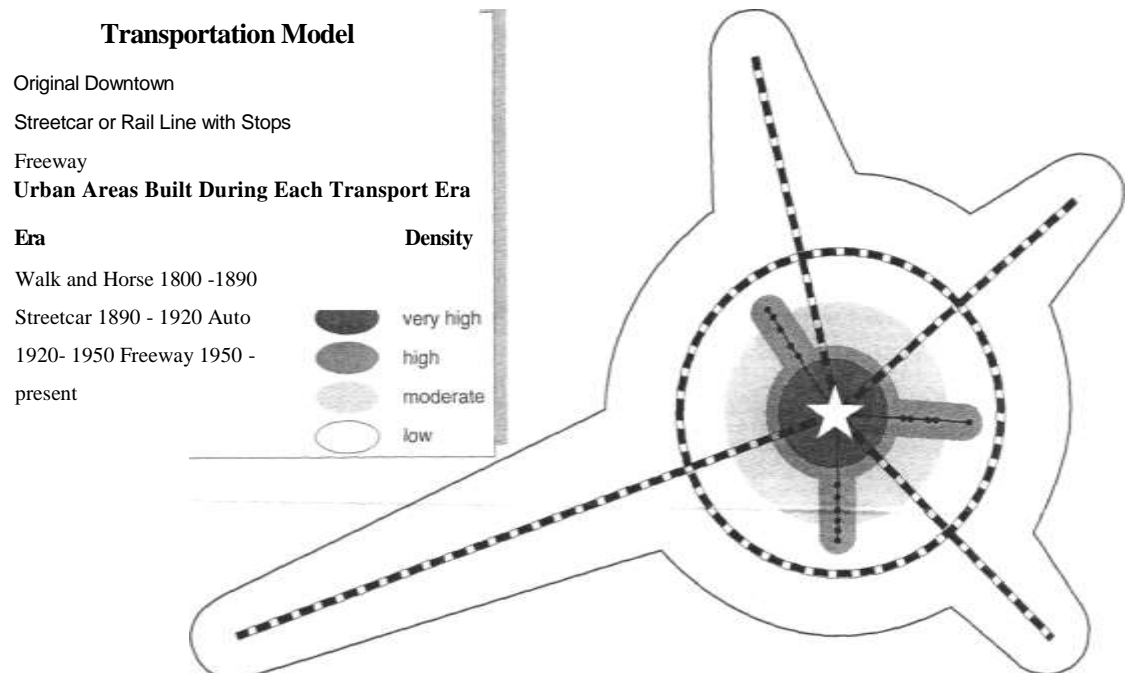 Transportation Model
Original Downtown
Streetcar or Rail Line with Stops
Freeway
Urban Areas Built During Each Transport Era
Era Density
Walk and Horse 1800 -1890
Streetcar 1890 - 1920 Auto very high
1920- 1950 Freeway 1950 - high
present moderate
low